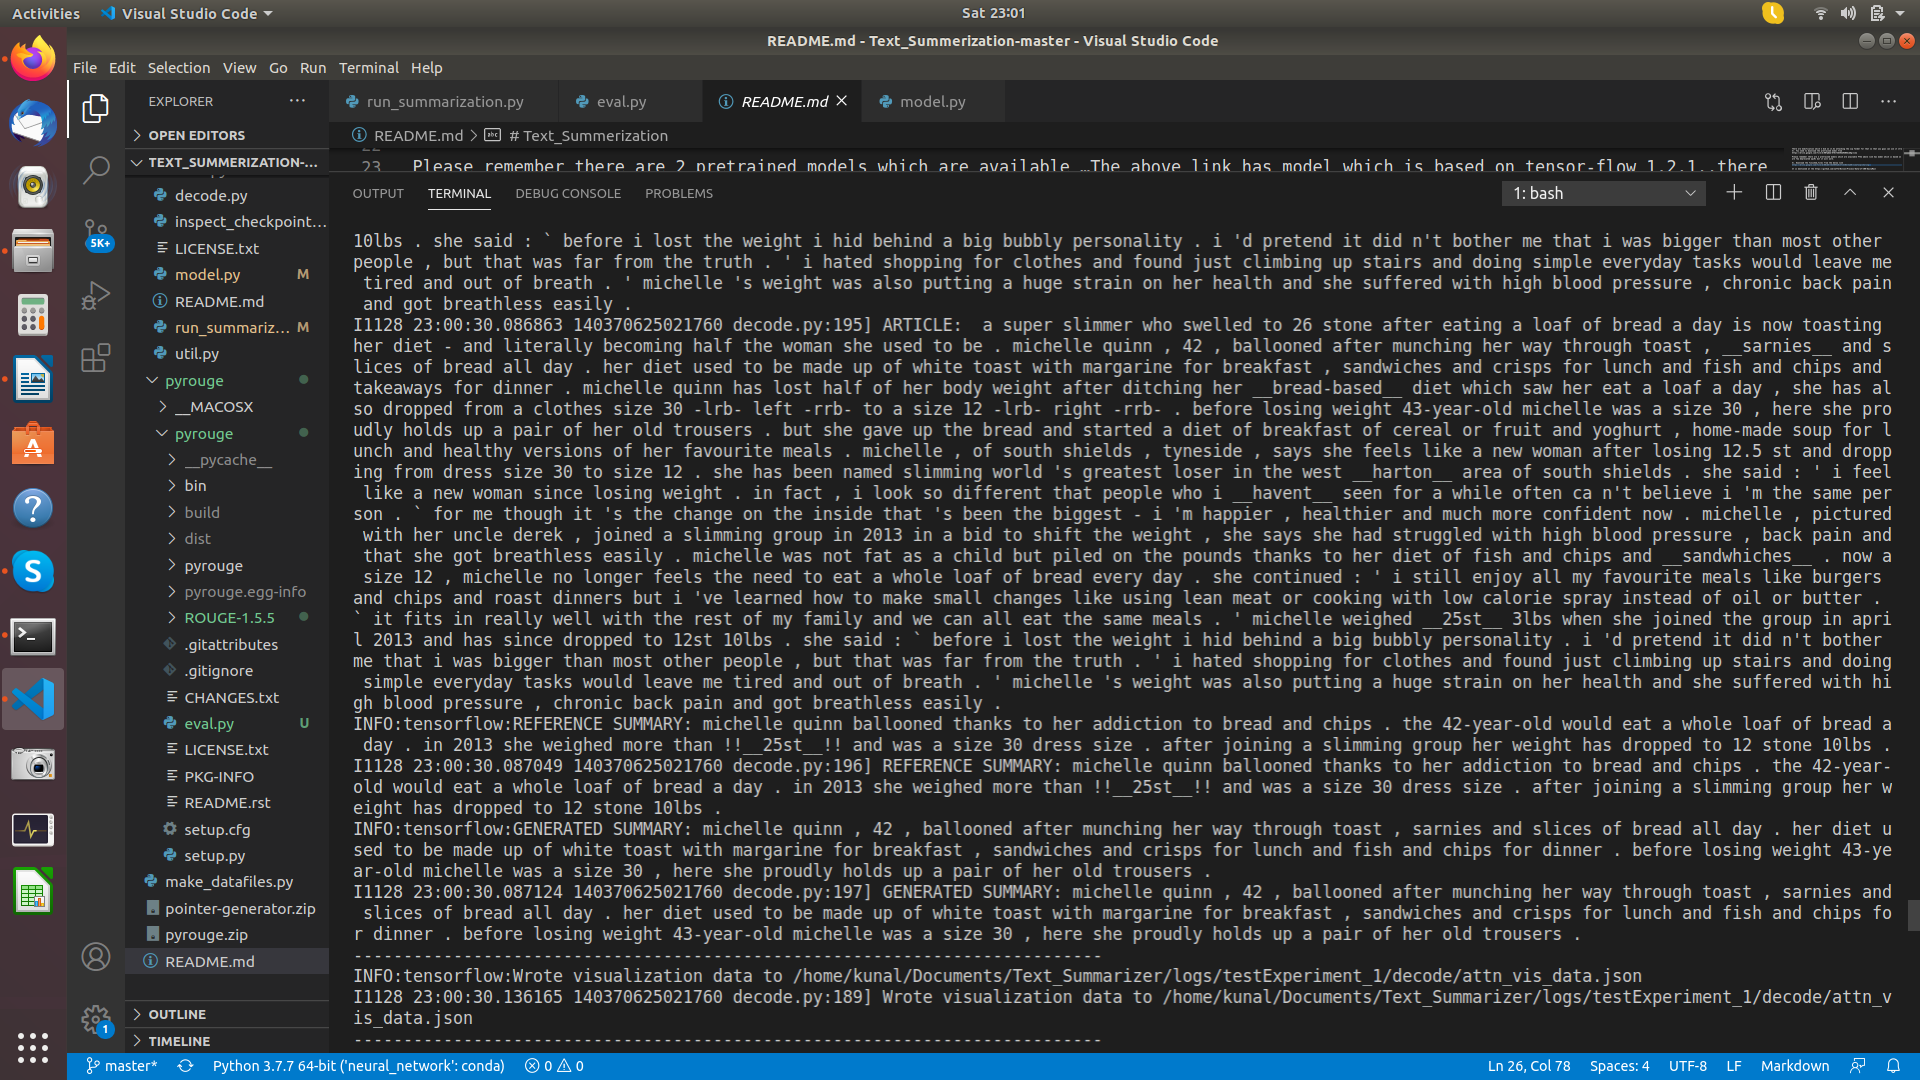 Activities
Visual Studio Code
Sat 23:01
README.md - Text_Summerization-master - Visual Studio Code
File Edit Selection View Go Run Terminal Help
EXPLORER
run_summarization.py
eval.py
README.md
model.py
OPEN EDITORS
README.md > # Text_Summerization
TEXT_SUMMERIZATION-...
23 Please remember there are 2 pretrained models which are available …The above link has model which is based on tensor-flow 1.2.1..there
decode.py
inspect_checkpoint...
5K+
LICENSE.txt
model.py M
README.md
run_summariz... M
util.py
pyrouge
__MACOSX
pyrouge
__pycache__
bin
build
dist
pyrouge
pyrouge.egg-info
ROUGE-1.5.5
.gitattributes
.gitignore
CHANGES.txt
eval.py U
LICENSE.txt
PKG-INFO
README.rst
setup.cfg
setup.py
make_datafiles.py
pointer-generator.zip
pyrouge.zip
README.md
OUTLINE
1
TIMELINE
OUTPUT TERMINAL DEBUG CONSOLE PROBLEMS
1: bash
10lbs . she said : ` before i lost the weight i hid behind a big bubbly personality . i 'd pretend it did n't bother me that i was bigger than most other
people , but that was far from the truth . ' i hated shopping for clothes and found just climbing up stairs and doing simple everyday tasks would leave me
tired and out of breath . ' michelle 's weight was also putting a huge strain on her health and she suffered with high blood pressure , chronic back pain
and got breathless easily .
I1128 23:00:30.086863 140370625021760 decode.py:195] ARTICLE:  a super slimmer who swelled to 26 stone after eating a loaf of bread a day is now toasting
her diet - and literally becoming half the woman she used to be . michelle quinn , 42 , ballooned after munching her way through toast , __sarnies__ and s
lices of bread all day . her diet used to be made up of white toast with margarine for breakfast , sandwiches and crisps for lunch and fish and chips and
takeaways for dinner . michelle quinn has lost half of her body weight after ditching her __bread-based__ diet which saw her eat a loaf a day , she has al
so dropped from a clothes size 30 -lrb- left -rrb- to a size 12 -lrb- right -rrb- . before losing weight 43-year-old michelle was a size 30 , here she pro
udly holds up a pair of her old trousers . but she gave up the bread and started a diet of breakfast of cereal or fruit and yoghurt , home-made soup for l
unch and healthy versions of her favourite meals . michelle , of south shields , tyneside , says she feels like a new woman after losing 12.5 st and dropp
ing from dress size 30 to size 12 . she has been named slimming world 's greatest loser in the west __harton__ area of south shields . she said : ' i feel
like a new woman since losing weight . in fact , i look so different that people who i __havent__ seen for a while often ca n't believe i 'm the same per
son . ` for me though it 's the change on the inside that 's been the biggest - i 'm happier , healthier and much more confident now . michelle , pictured
with her uncle derek , joined a slimming group in 2013 in a bid to shift the weight , she says she had struggled with high blood pressure , back pain and
that she got breathless easily . michelle was not fat as a child but piled on the pounds thanks to her diet of fish and chips and __sandwhiches__ . now a
size 12 , michelle no longer feels the need to eat a whole loaf of bread every day . she continued : ' i still enjoy all my favourite meals like burgers
and chips and roast dinners but i 've learned how to make small changes like using lean meat or cooking with low calorie spray instead of oil or butter .
` it fits in really well with the rest of my family and we can all eat the same meals . ' michelle weighed __25st__ 3lbs when she joined the group in apri
l 2013 and has since dropped to 12st 10lbs . she said : ` before i lost the weight i hid behind a big bubbly personality . i 'd pretend it did n't bother
me that i was bigger than most other people , but that was far from the truth . ' i hated shopping for clothes and found just climbing up stairs and doing
simple everyday tasks would leave me tired and out of breath . ' michelle 's weight was also putting a huge strain on her health and she suffered with hi
gh blood pressure , chronic back pain and got breathless easily .
INFO:tensorflow:REFERENCE SUMMARY: michelle quinn ballooned thanks to her addiction to bread and chips . the 42-year-old would eat a whole loaf of bread a
day . in 2013 she weighed more than !!__25st__!! and was a size 30 dress size . after joining a slimming group her weight has dropped to 12 stone 10lbs .
I1128 23:00:30.087049 140370625021760 decode.py:196] REFERENCE SUMMARY: michelle quinn ballooned thanks to her addiction to bread and chips . the 42-year-
old would eat a whole loaf of bread a day . in 2013 she weighed more than !!__25st__!! and was a size 30 dress size . after joining a slimming group her w
eight has dropped to 12 stone 10lbs .
INFO:tensorflow:GENERATED SUMMARY: michelle quinn , 42 , ballooned after munching her way through toast , sarnies and slices of bread all day . her diet u
sed to be made up of white toast with margarine for breakfast , sandwiches and crisps for lunch and fish and chips for dinner . before losing weight 43-ye
ar-old michelle was a size 30 , here she proudly holds up a pair of her old trousers .
I1128 23:00:30.087124 140370625021760 decode.py:197] GENERATED SUMMARY: michelle quinn , 42 , ballooned after munching her way through toast , sarnies and
slices of bread all day . her diet used to be made up of white toast with margarine for breakfast , sandwiches and crisps for lunch and fish and chips fo
r dinner . before losing weight 43-year-old michelle was a size 30 , here she proudly holds up a pair of her old trousers .
---------------------------------------------------------------------------
INFO:tensorflow:Wrote visualization data to /home/kunal/Documents/Text_Summarizer/logs/testExperiment_1/decode/attn_vis_data.json
I1128 23:00:30.136165 140370625021760 decode.py:189] Wrote visualization data to /home/kunal/Documents/Text_Summarizer/logs/testExperiment_1/decode/attn_v
is_data.json
---------------------------------------------------------------------------
master* Python 3.7.7 64-bit ('neural_network': conda) 0 0 Ln 26, Col 78 Spaces: 4 UTF-8 LF Markdown